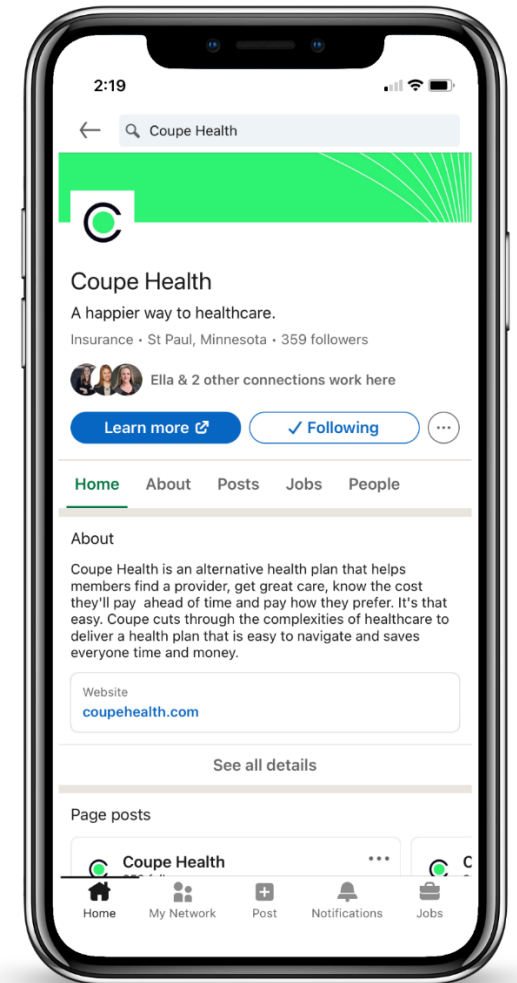 2:19
Coupe Health
Coupe Health
A happier way to healthcare.
Insurance • St Paul, Minnesota • 359 followers
Ella & 2 other connections work here
Learn more
✓ Following
Home About Posts Jobs People
About
Coupe Health is an alternative health plan that helps
members find a provider, get great care, know the cost
they'll pay ahead of time and pay how they prefer. It's that
easy. Coupe cuts through the complexities of healthcare to
deliver a health plan that is easy to navigate and saves
everyone time and money.
Website
coupehealth.com
See all details
Page posts
Coupe Health
Home My Network Post Notifications Jobs